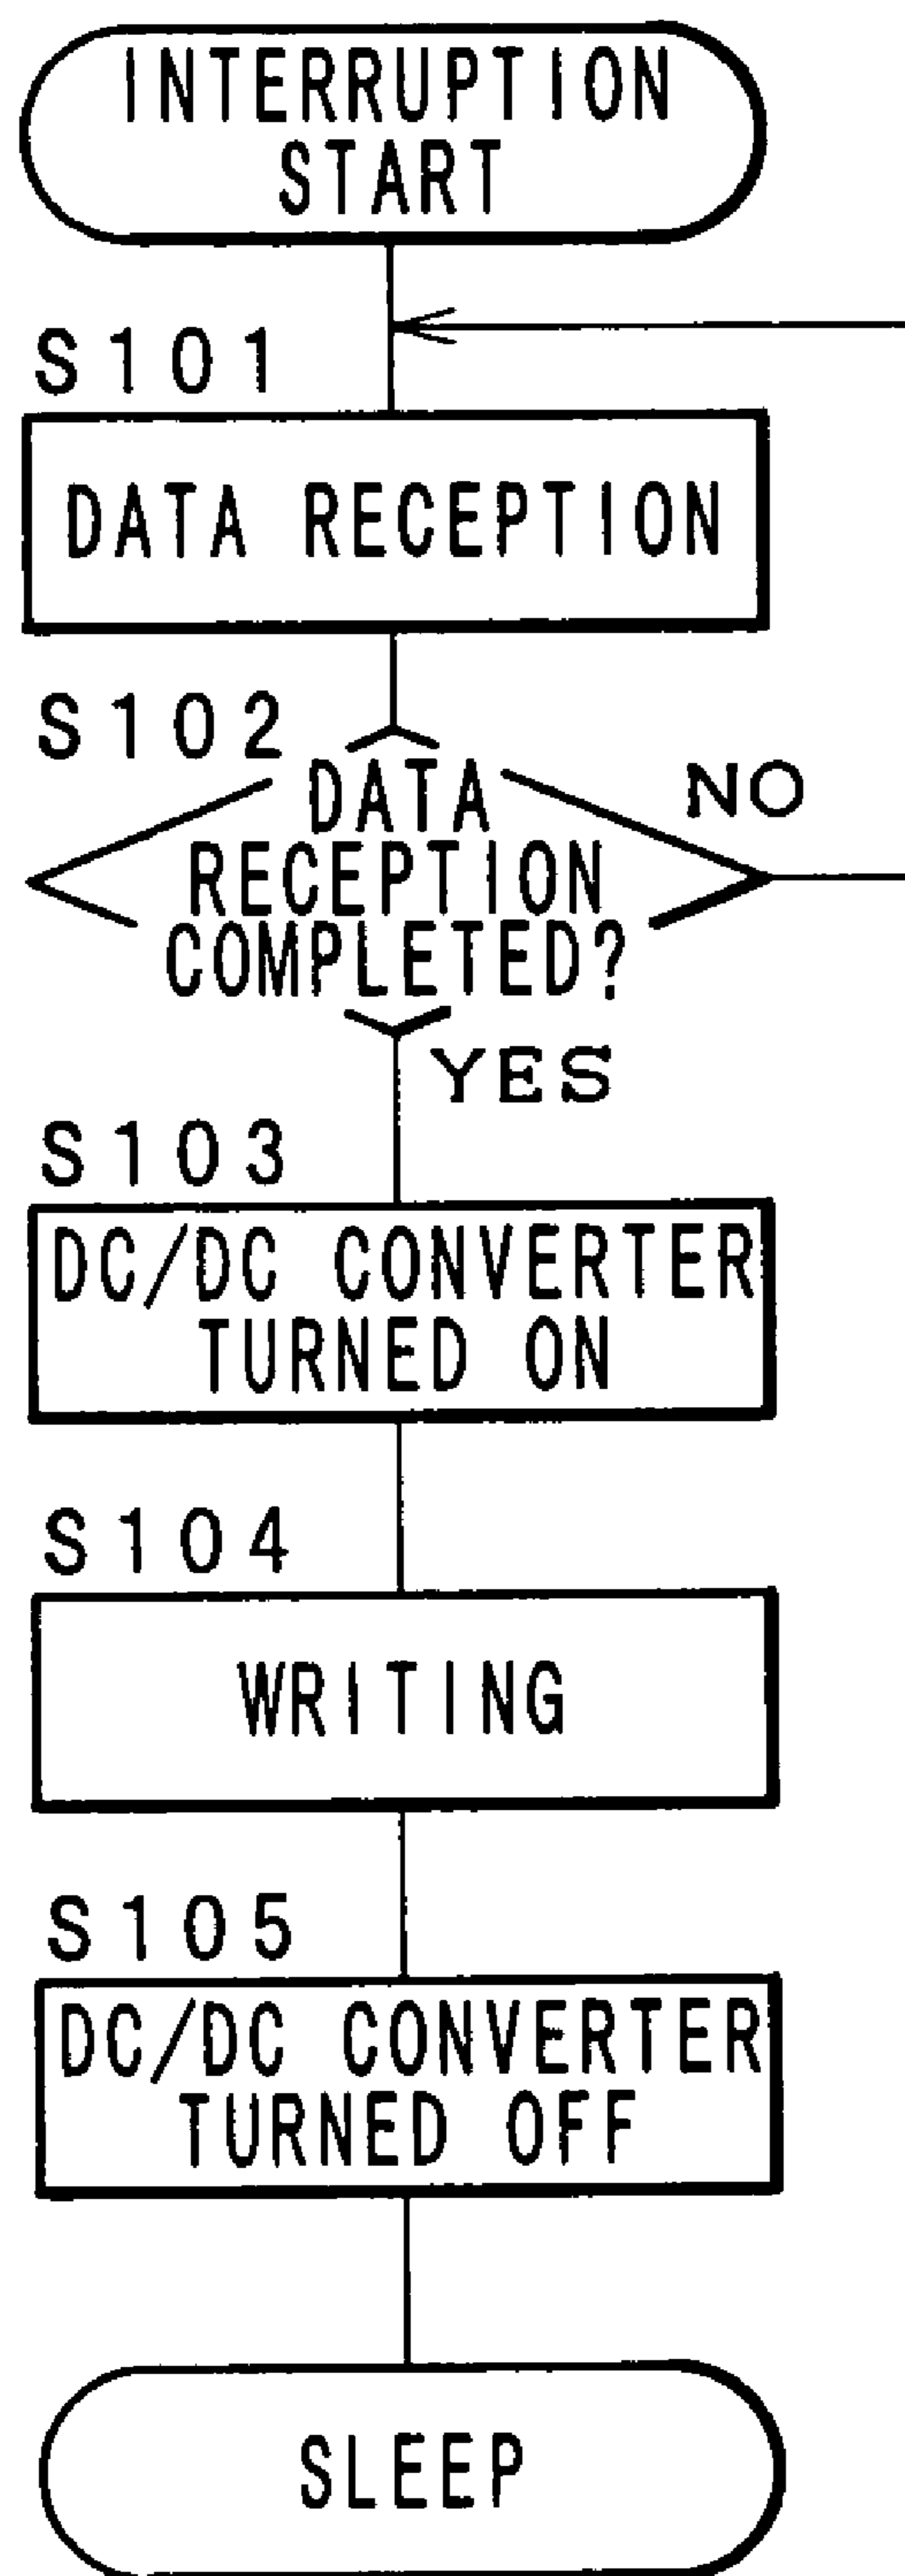 INTERRUPTION
START
S101
DATA RECEPTION
S102
DATA
RECEPTION
COMPLETED?
NO
YES
S103
DC/DC CONVERTER
TURNED ON
S104
WRITING
S105
DC/DC CONVERTER
TURNED OFF
SLEEP